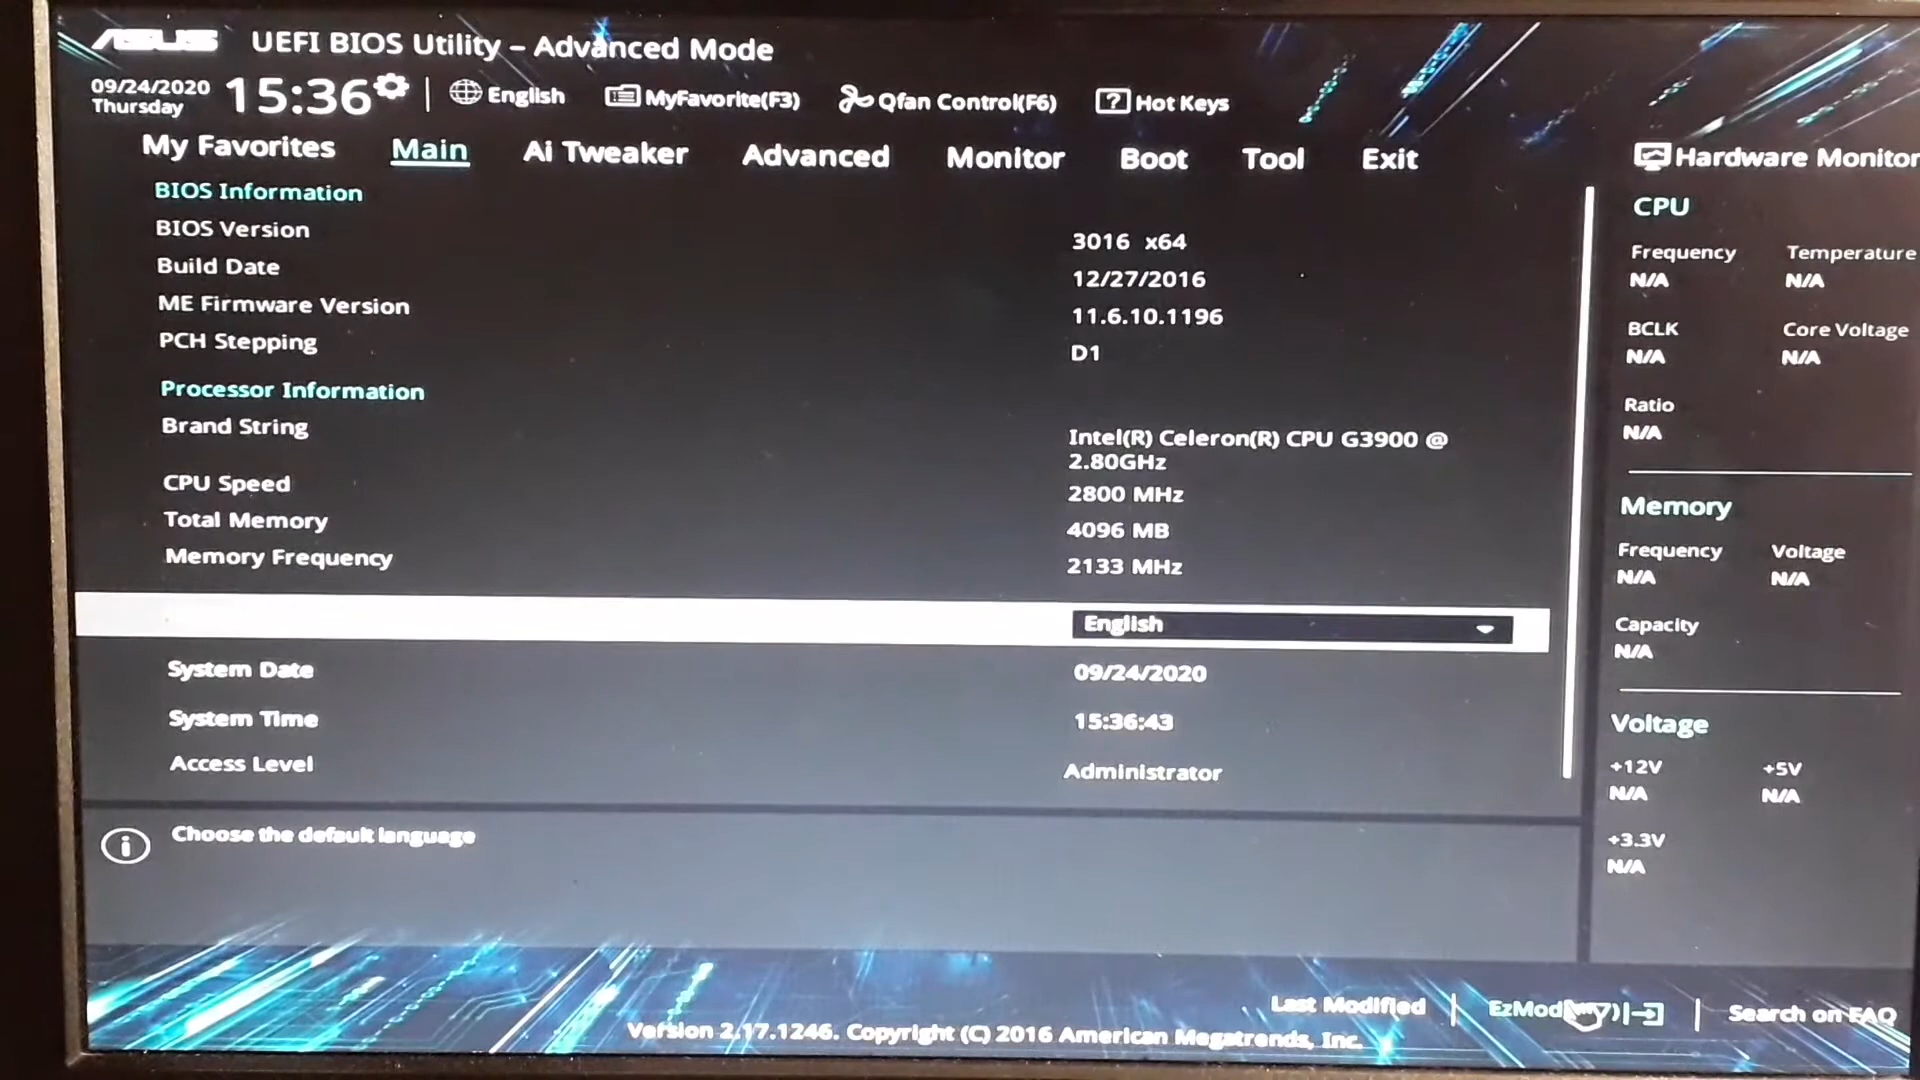 ASUS UEFI BIOS Utility – Advanced Mode
09/24/2020 Thursday 15:36 English MyFavorite(F3) Qfan Control(F6) ? Hot Keys
My Favorites Main Ai Tweaker Advanced Monitor Boot Tool Exit
BIOS Information
BIOS Version 3016 x64
Build Date 12/27/2016
ME Firmware Version 11.6.10.1196
PCH Stepping D1
Processor Information
Brand String Intel(R) Celeron(R) CPU G3900 @
2.80GHz
CPU Speed 2800 MHz
Total Memory 4096 MB
Memory Frequency 2133 MHz
English
System Date 09/24/2020
System Time 15:36:43
Access Level Administrator
i Choose the default language
Hardware Monitor
CPU
Frequency Temperature
N/A N/A
BCLK Core Voltage
N/A N/A
Ratio
N/A
Memory
Frequency Voltage
N/A N/A
Capacity
N/A
Voltage
+12V +5V
N/A N/A
+3.3V
N/A
Last Modified | EzMod 7)| | Search on FAQ
Version 2.17.1246. Copyright (C) 2016 American Megatrends, Inc.